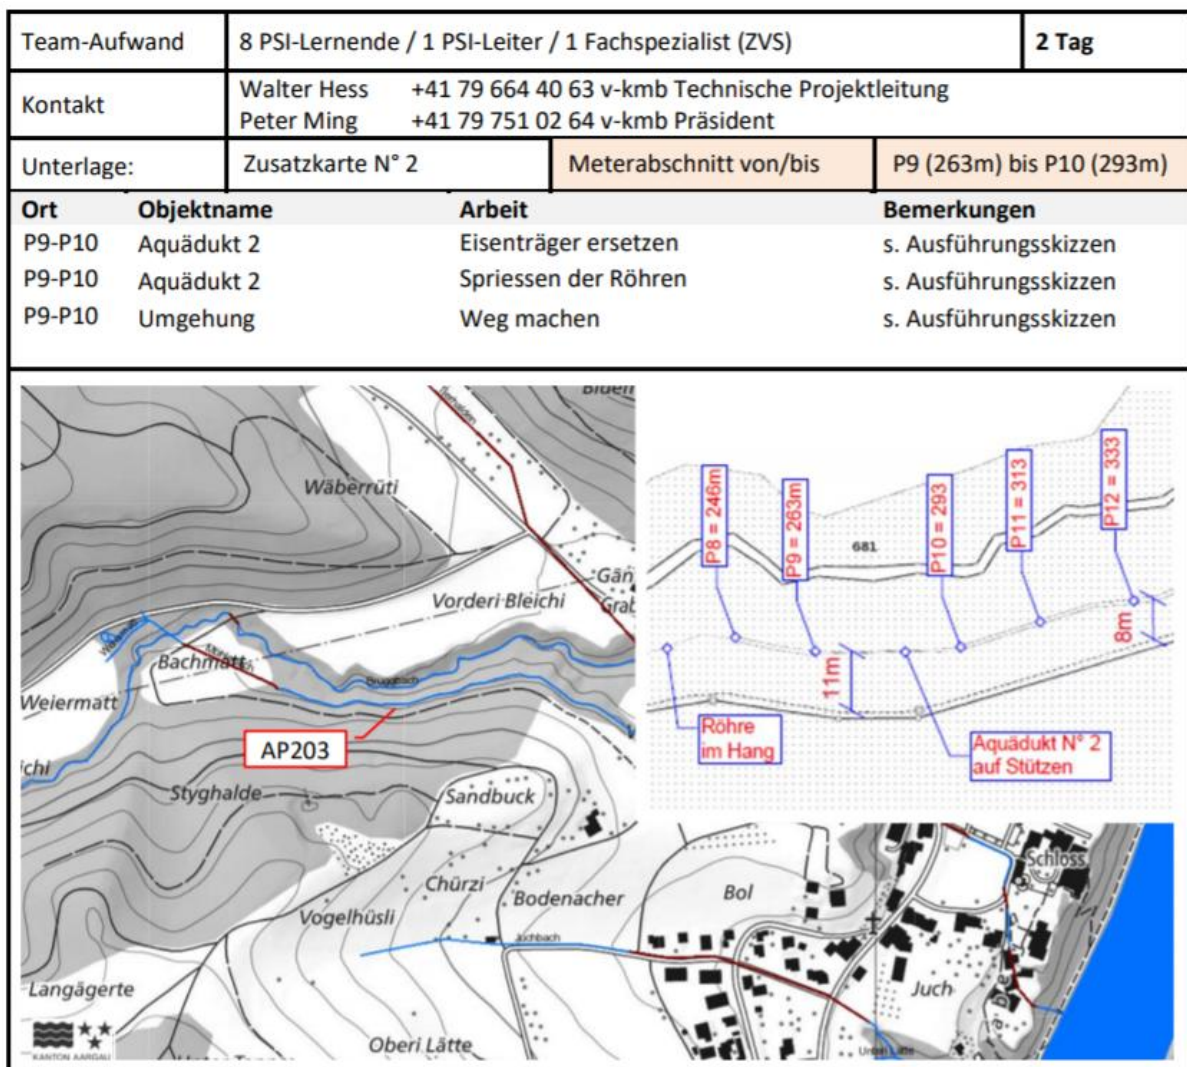 Team-Aufwand 8 PSI-Lernende / 1 PSI-Leiter / 1 Fachspezialist (ZVS) 2 Tag
Kontakt
Walter Hess +41 79 664 40 63 v-kmb Technische Projektleitung
Peter Ming +41 79 751 02 64 v-kmb Präsident
Unterlage: Zusatzkarte N° 2 Meterabschnitt von/bis P9 (263m) bis P10 (293m)
Ort Objektname Arbeit Bemerkungen
P9-P10 Aquädukt 2 Eisenträger ersetzen s. Ausführungsskizzen
P9-P10 Aquädukt 2 Spriessen der Röhren s. Ausführungsskizzen
P9-P10 Umgehung Weg machen s. Ausführungsskizzen
Wäberrüti
Vorderi Bleichi
Bachmatt
Bruggbach
Weiermatt
AP203
Styghalde
Sandbuck
P8 = 246m
P9 = 263m
P10 = 293
P11 = 313
P12 = 333
681
11m
8m
Röhre
im Hang
Aquädukt N° 2
auf Stützen
Schloss
Chürzi
Bodenacher
Bol
Vogelhüsli
Juchbach
Langägerte
Juch
Oberi Lätte
Unteri Lätte
KANTON AARGAU